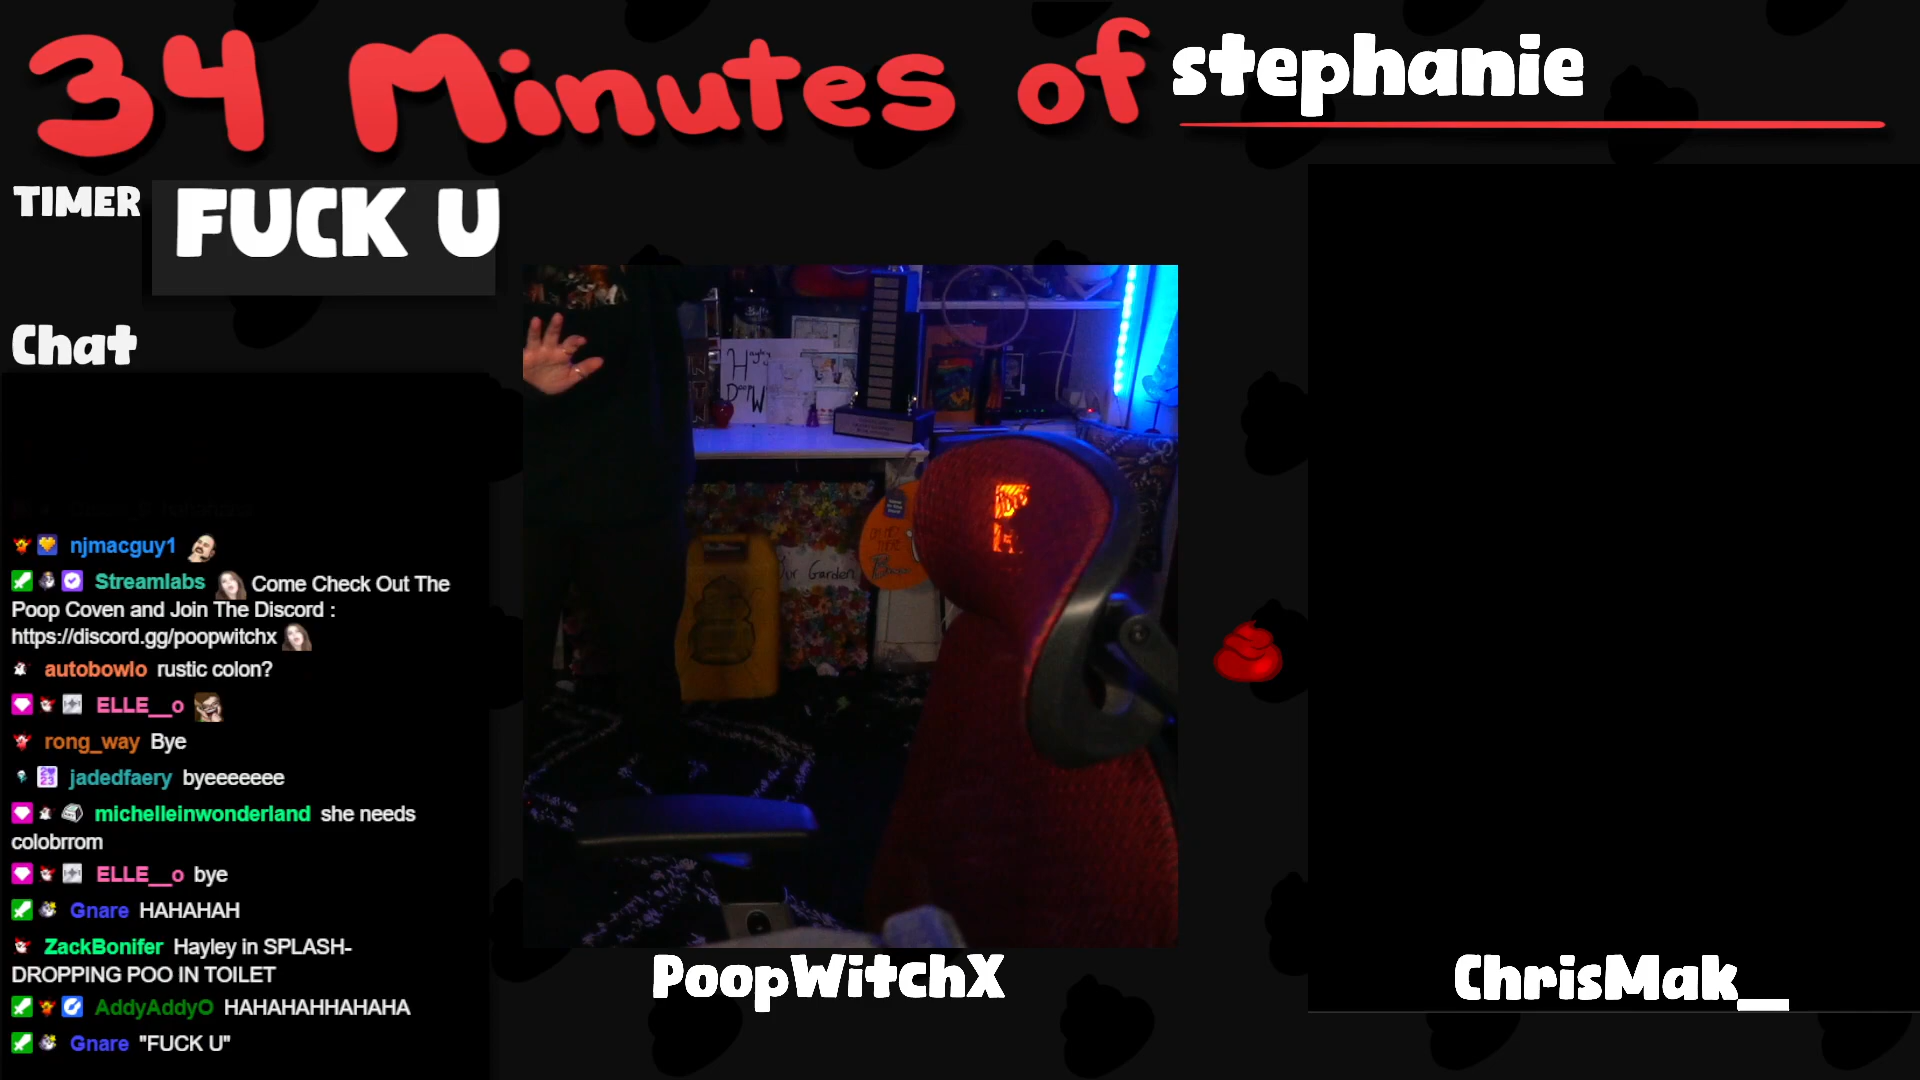 34 Minutes of stephanie
TIMER FUCK U
Chat
njmacguy1
Streamlabs Come Check Out The
Poop Coven and Join The Discord :
https://discord.gg/poopwitchx
autobowlo rustic colon?
ELLE__o
rong_way Bye
jadedfaery byeeeeeee
michelleinwonderland she needs
colobrrom
ELLE__o bye
Gnare HAHAHAH
ZackBonifer Hayley in SPLASH-
DROPPING POO IN TOILET
AddyAddyO HAHAHAHHAHAHA
Gnare "FUCK U"
Our Garden
PoopWitchX
ChrisMak__